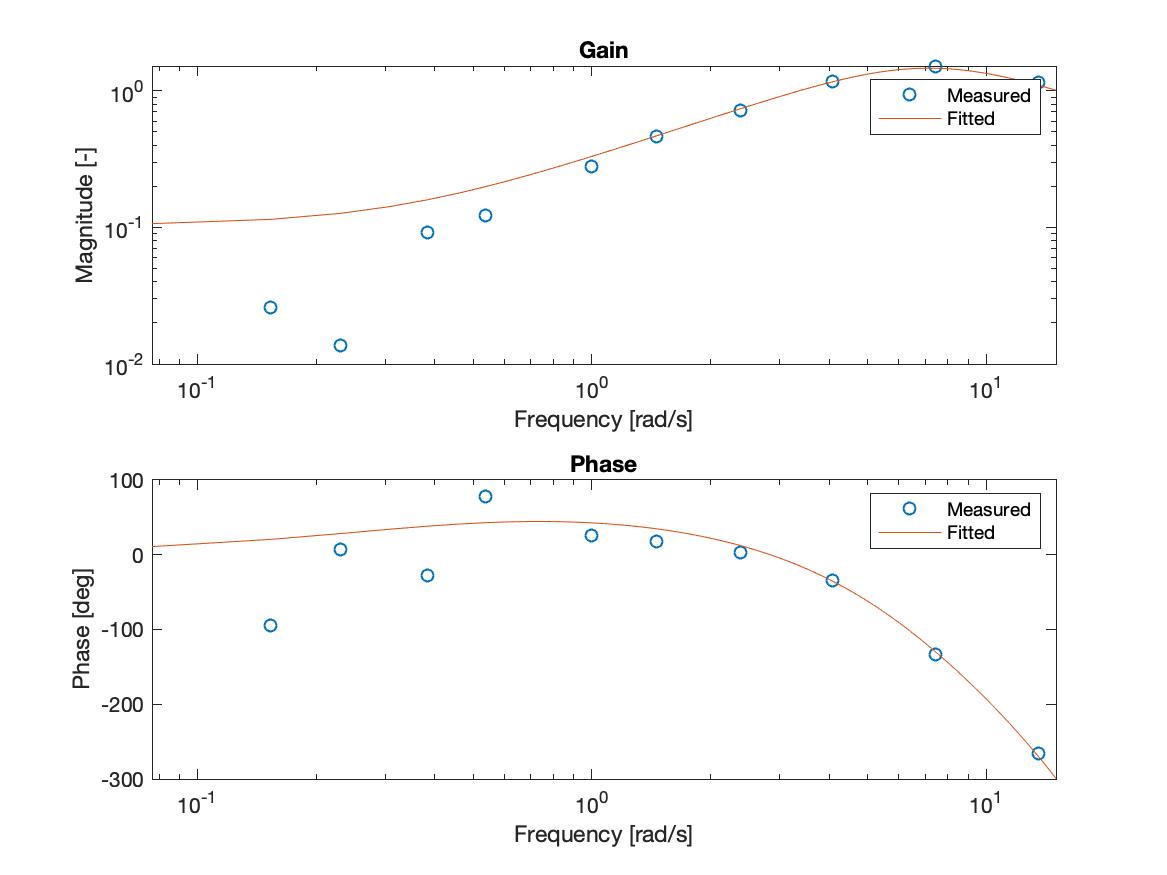 Gain
Magnitude [-]
10^0
10^-1
10^-2
Measured
Fitted
10^-1
10^0
10^1
Frequency [rad/s]
Phase
Phase [deg]
100
0
-100
-200
-300
Measured
Fitted
10^-1
10^0
10^1
Frequency [rad/s]